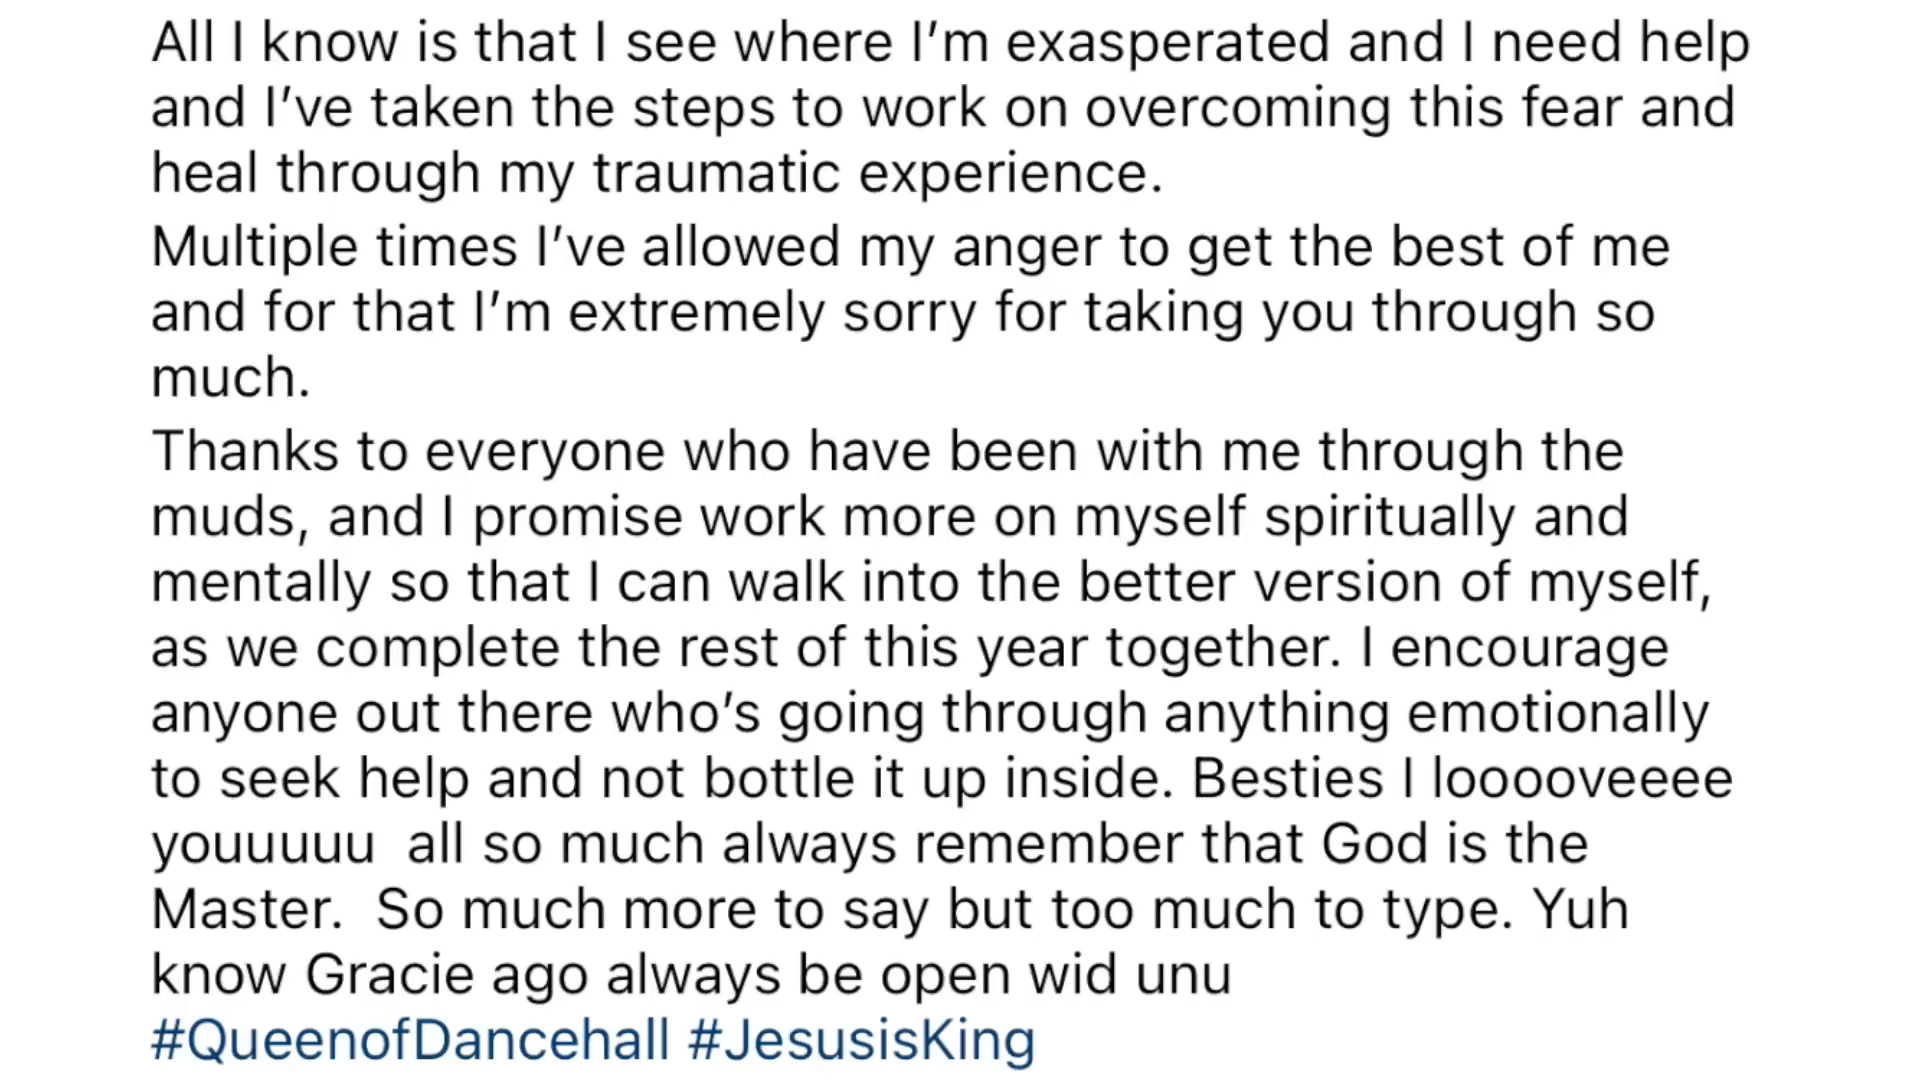 All I know is that I see where I’m exasperated and I need help
and I’ve taken the steps to work on overcoming this fear and
heal through my traumatic experience.
Multiple times I’ve allowed my anger to get the best of me
and for that I’m extremely sorry for taking you through so
much.
Thanks to everyone who have been with me through the
muds, and I promise work more on myself spiritually and
mentally so that I can walk into the better version of myself,
as we complete the rest of this year together. I encourage
anyone out there who’s going through anything emotionally
to seek help and not bottle it up inside. Besties I looooveeee
youuuuu  all so much always remember that God is the
Master.  So much more to say but too much to type. Yuh
know Gracie ago always be open wid unu
#QueenofDancehall #JesusisKing